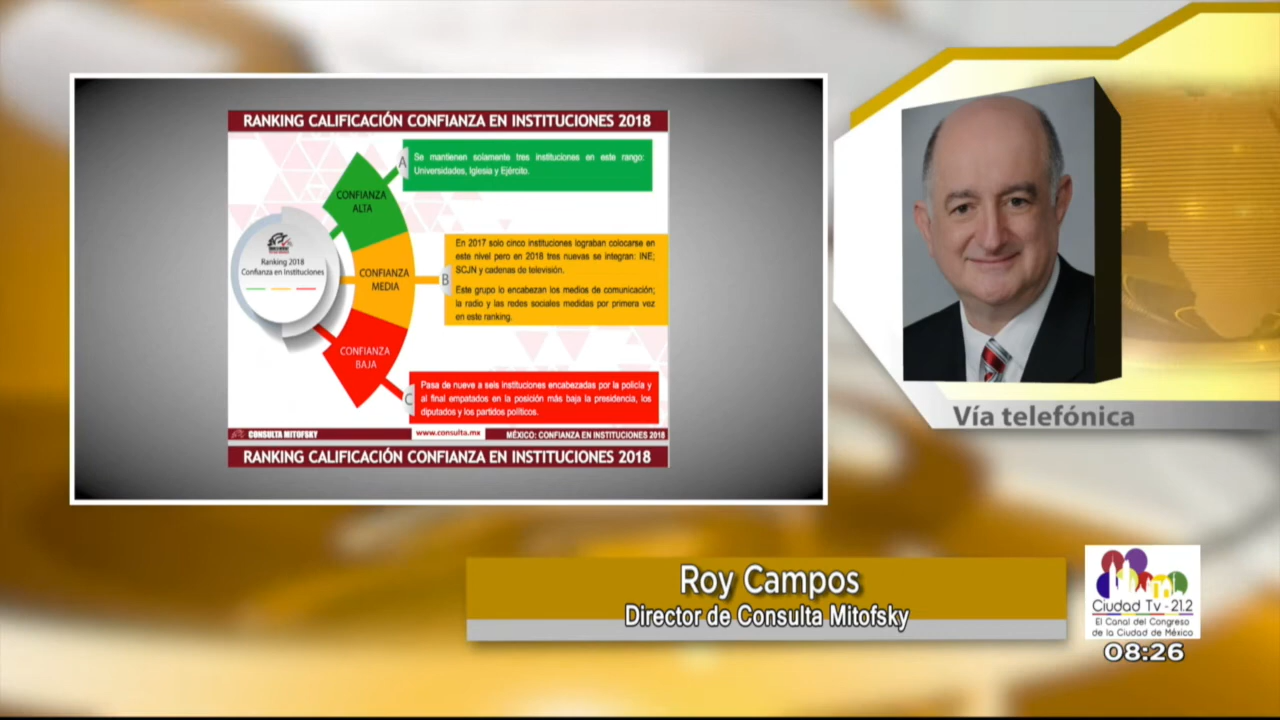 RANKING CALIFICACIÓN CONFIANZA EN INSTITUCIONES 2018
CONFIANZA
ALTA
A
Se mantienen solamente tres instituciones en este rango:
Universidades, Iglesia y Ejército.
Ranking 2018
Confianza en Instituciones
CONFIANZA
MEDIA
B
En 2017 solo cinco instituciones lograban colocarse en
este nivel pero en 2018 tres nuevas se integran: INE;
SCJN y cadenas de televisión.
Este grupo lo encabezan los medios de comunicación;
la radio y las redes sociales medidas por primera vez
en este ranking.
CONFIANZA
BAJA
C
Pasa de nueve a seis instituciones encabezadas por la policía y
al final empatados en la posición más baja la presidencia, los
diputados y los partidos políticos.
CONSULTA MITOFSKY
www.consulta.mx
MÉXICO: CONFIANZA EN INSTITUCIONES 2018
RANKING CALIFICACIÓN CONFIANZA EN INSTITUCIONES 2018
Vía telefónica
Roy Campos
Director de Consulta Mitofsky
Ciudad Tv - 21.2
El Canal del Congreso
de la Ciudad de México
08:26